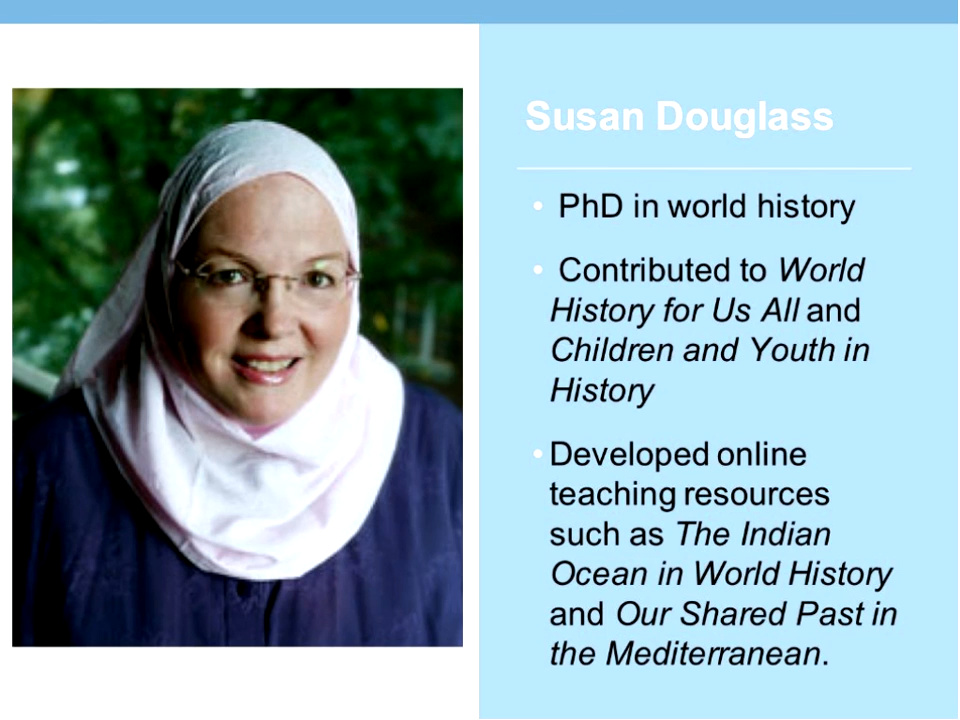 Susan Douglass
• PhD in world history
• Contributed to World
History for Us All and
Children and Youth in
History
• Developed online
teaching resources
such as The Indian
Ocean in World History
and Our Shared Past in
the Mediterranean.